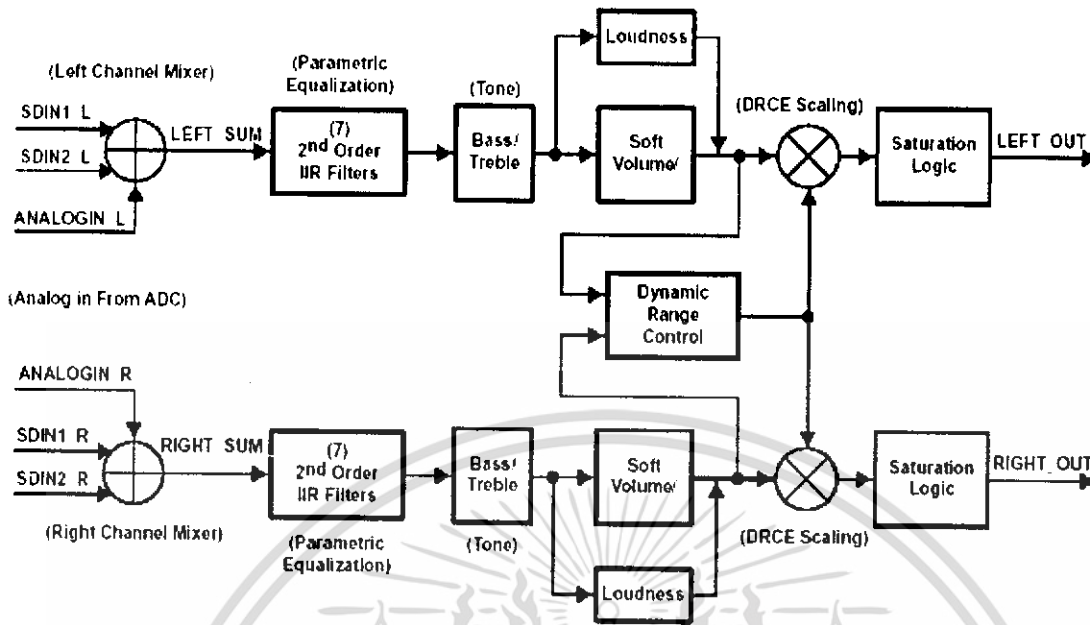 Loudness
(Left Channel Mixer)
(Parametric
Equalization)
(Tone)
(DRCE Scaling)
SDIN1 L
SDIN2 L
ANALOGIN L
LEFT SUM
(7)
2nd Order
IIR Filters
Bass/
Treble
Soft
Volume/
Saturation
Logic
LEFT OUT
(Analog in From ADC)
Dynamic
Range
Control
ANALOGIN R
SDIN1 R
SDIN2 R
RIGHT SUM
(7)
2nd Order
IIR Filters
Bass/
Treble
Soft
Volume/
Saturation
Logic
RIGHT_OUT
(Right Channel Mixer)
(Parametric
Equalization)
(Tone)
(DRCE Scaling)
Loudness